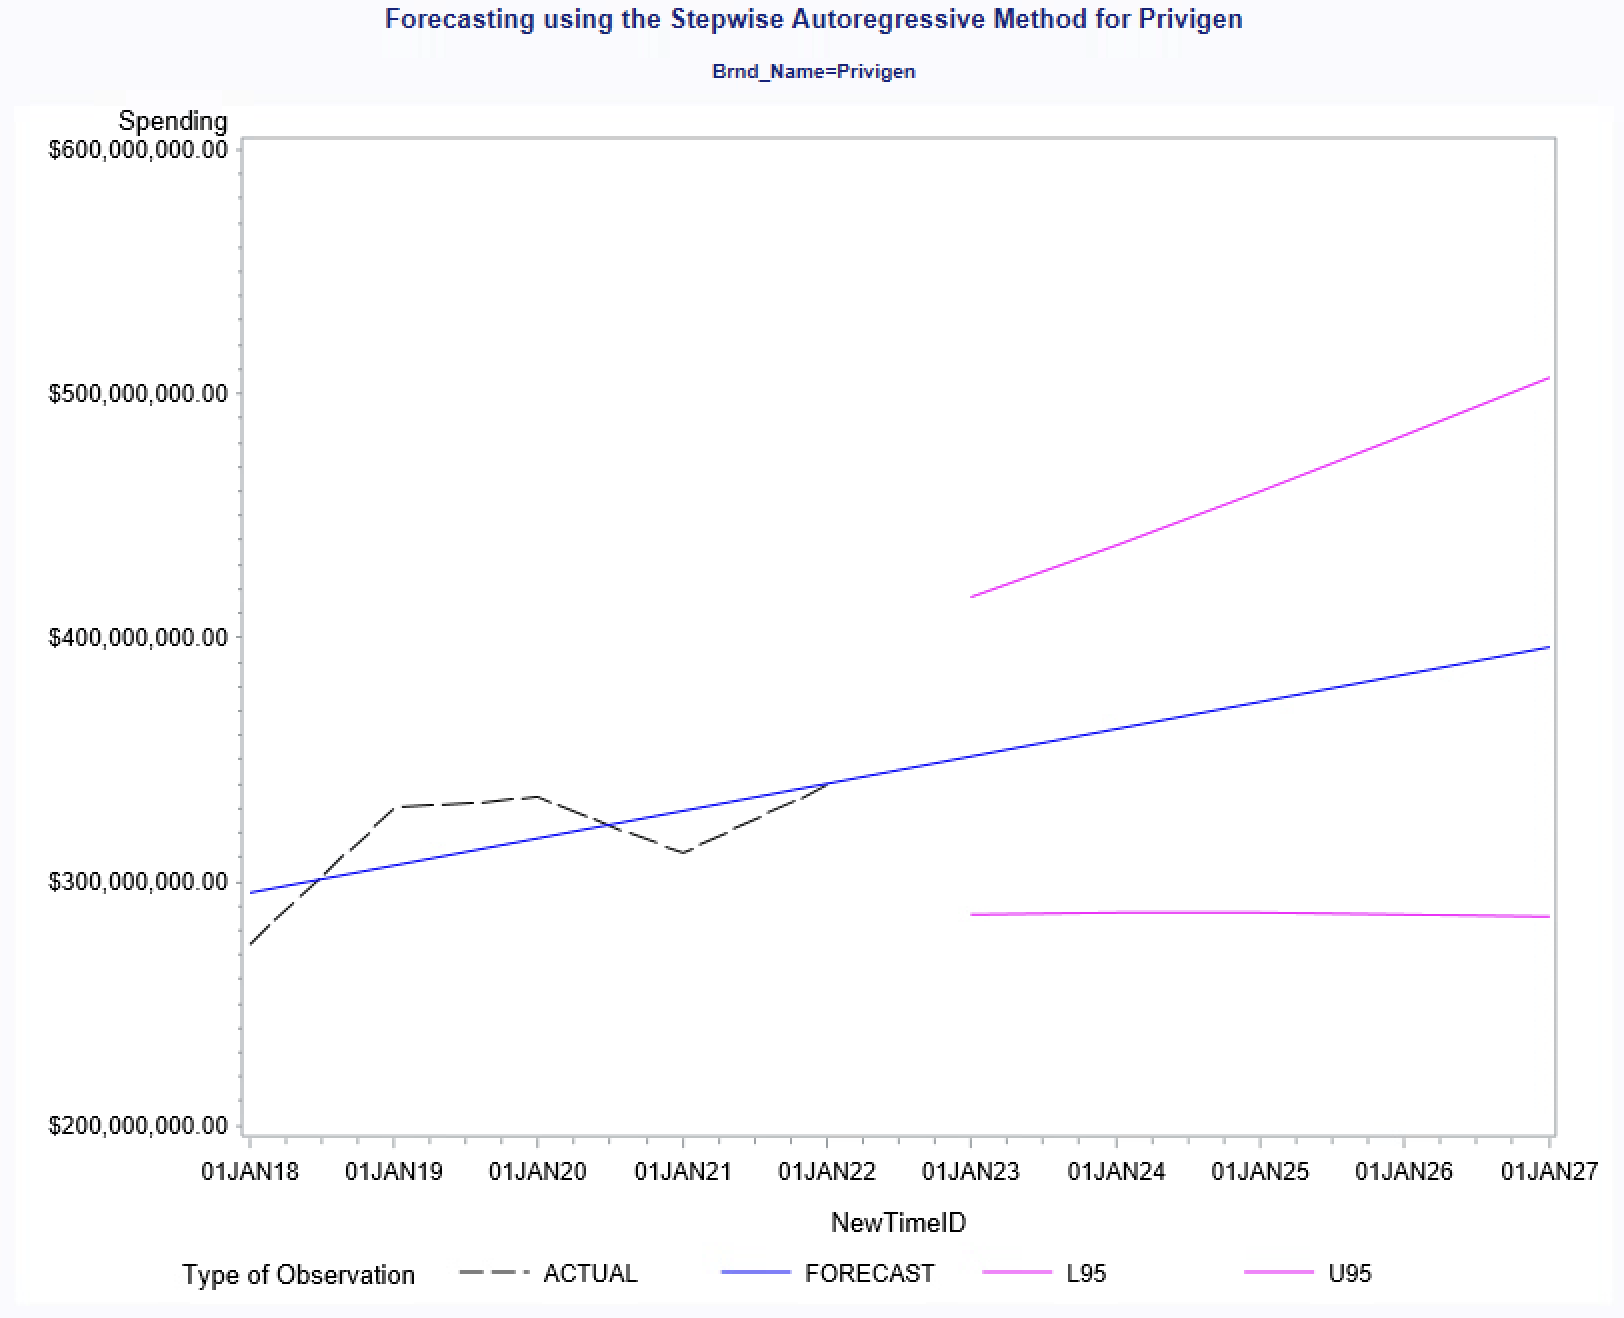 Forecasting using the Stepwise Autoregressive Method for Privigen
Brnd_Name=Privigen
Spending
$600,000,000.00
$500,000,000.00
$400,000,000.00
$300,000,000.00
$200,000,000.00
01JAN18 01JAN19 01JAN20 01JAN21 01JAN22 01JAN23 01JAN24 01JAN25 01JAN26 01JAN27
NewTimeID
Type of Observation ACTUAL FORECAST L95 U95